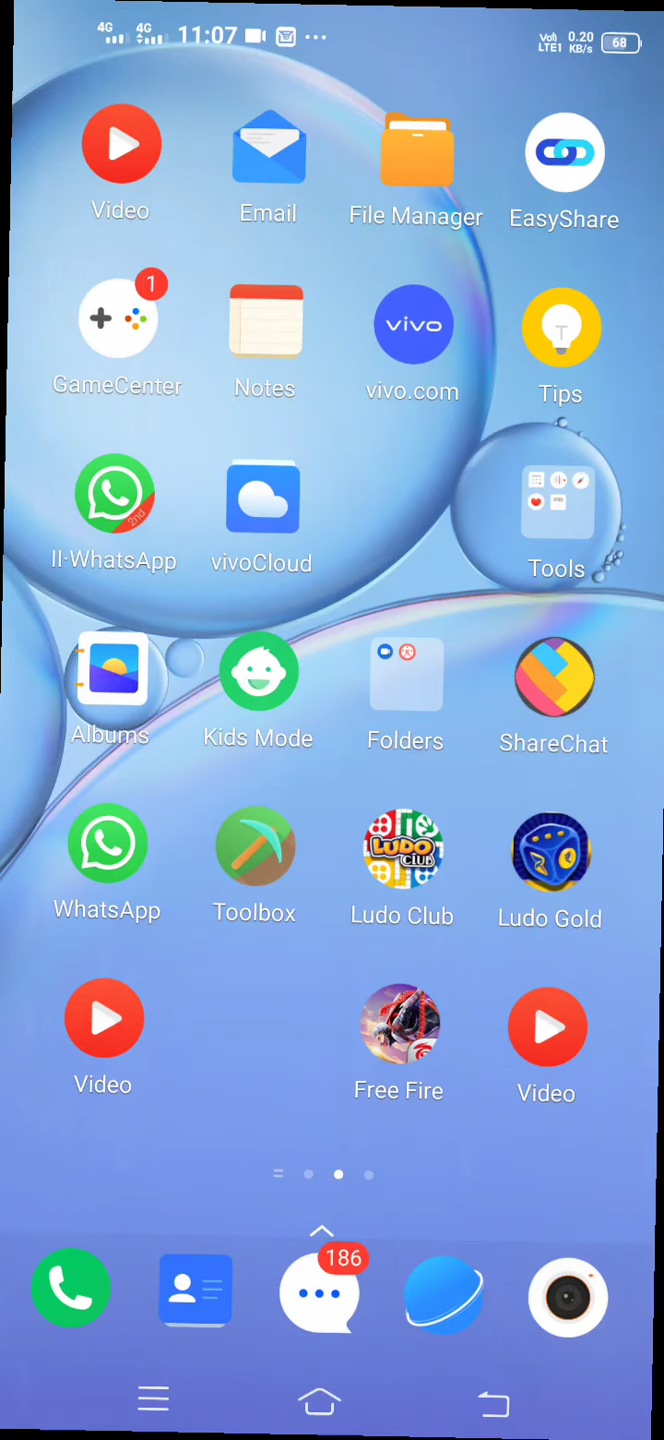 4G 4G 11:07 Vo) LTE1 0.20 KB/s 68
Video Email File Manager EasyShare
1
vivo
T
GameCenter Notes vivo.com Tips
2nd
II·WhatsApp vivoCloud Tools
Albums Kids Mode Folders ShareChat
LUDO CLUB
WhatsApp Toolbox Ludo Club Ludo Gold
Video Free Fire Video
186